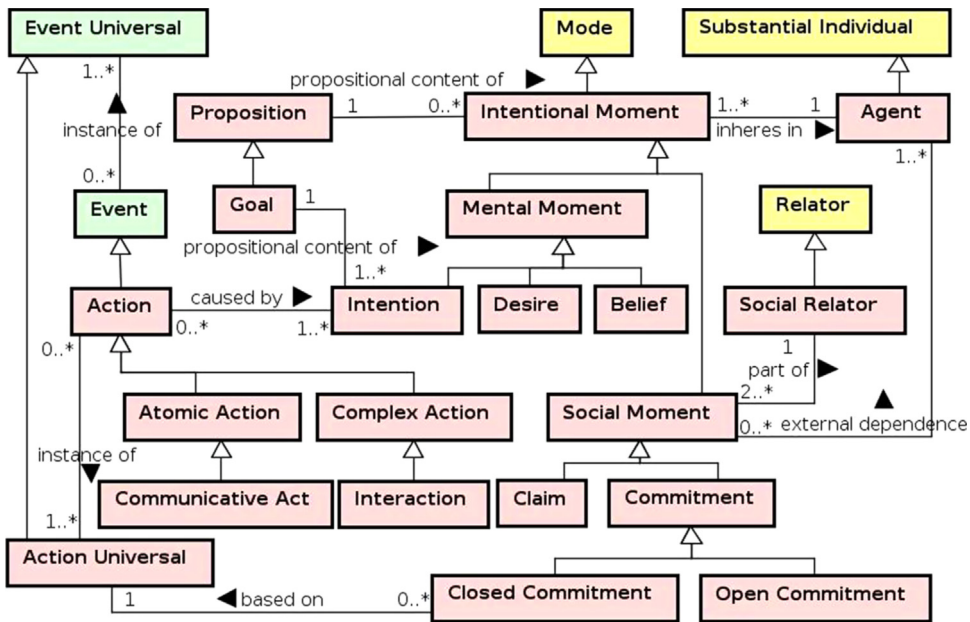 Event Universal
Mode
Substantial Individual
1..*
propositional content of
Proposition
1
0..*
Intentional Moment
1..*
1
Agent
instance of
inheres in
1..*
0..*
Event
Goal
1
Mental Moment
Relator
propositional content of
1..*
Action
caused by
Intention
Desire
Belief
Social Relator
0..*
1..*
0..*
1
part of
2..*
Atomic Action
Complex Action
Social Moment
0..*
external dependence
instance of
Communicative Act
Interaction
Claim
Commitment
1..*
Action Universal
1
based on
0..*
Closed Commitment
Open Commitment